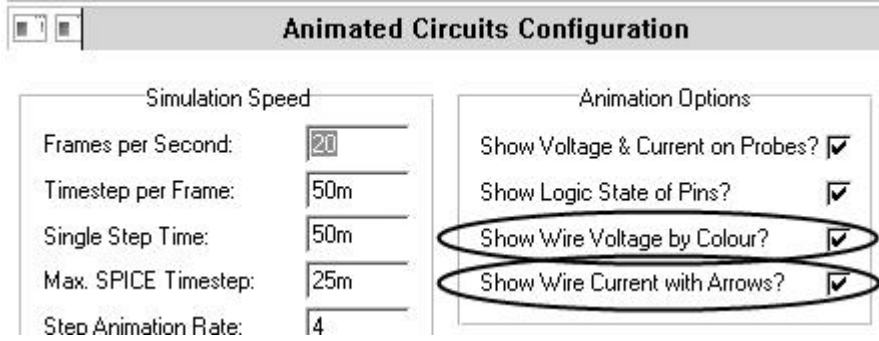 Animated Circuits Configuration
Simulation Speed
Frames per Second: 20
Timestep per Frame: 50m
Single Step Time: 50m
Max. SPICE Timestep: 25m
Step Animation Rate: 4
Animation Options
Show Voltage & Current on Probes?
Show Logic State of Pins?
Show Wire Voltage by Colour?
Show Wire Current with Arrows?